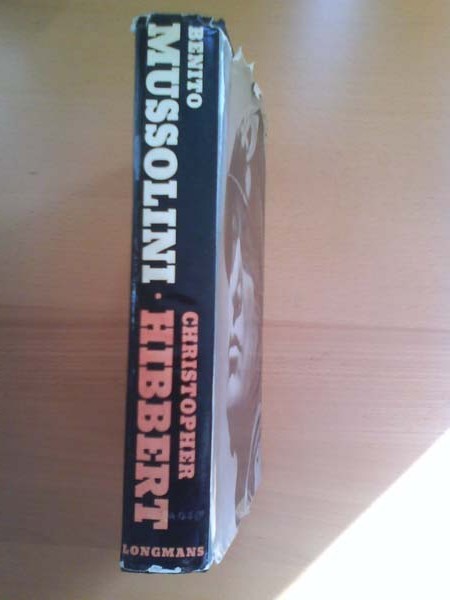 BENITO
MUSSOLINI · 
CHRISTOPHER
HIBBERT
LONGMANS